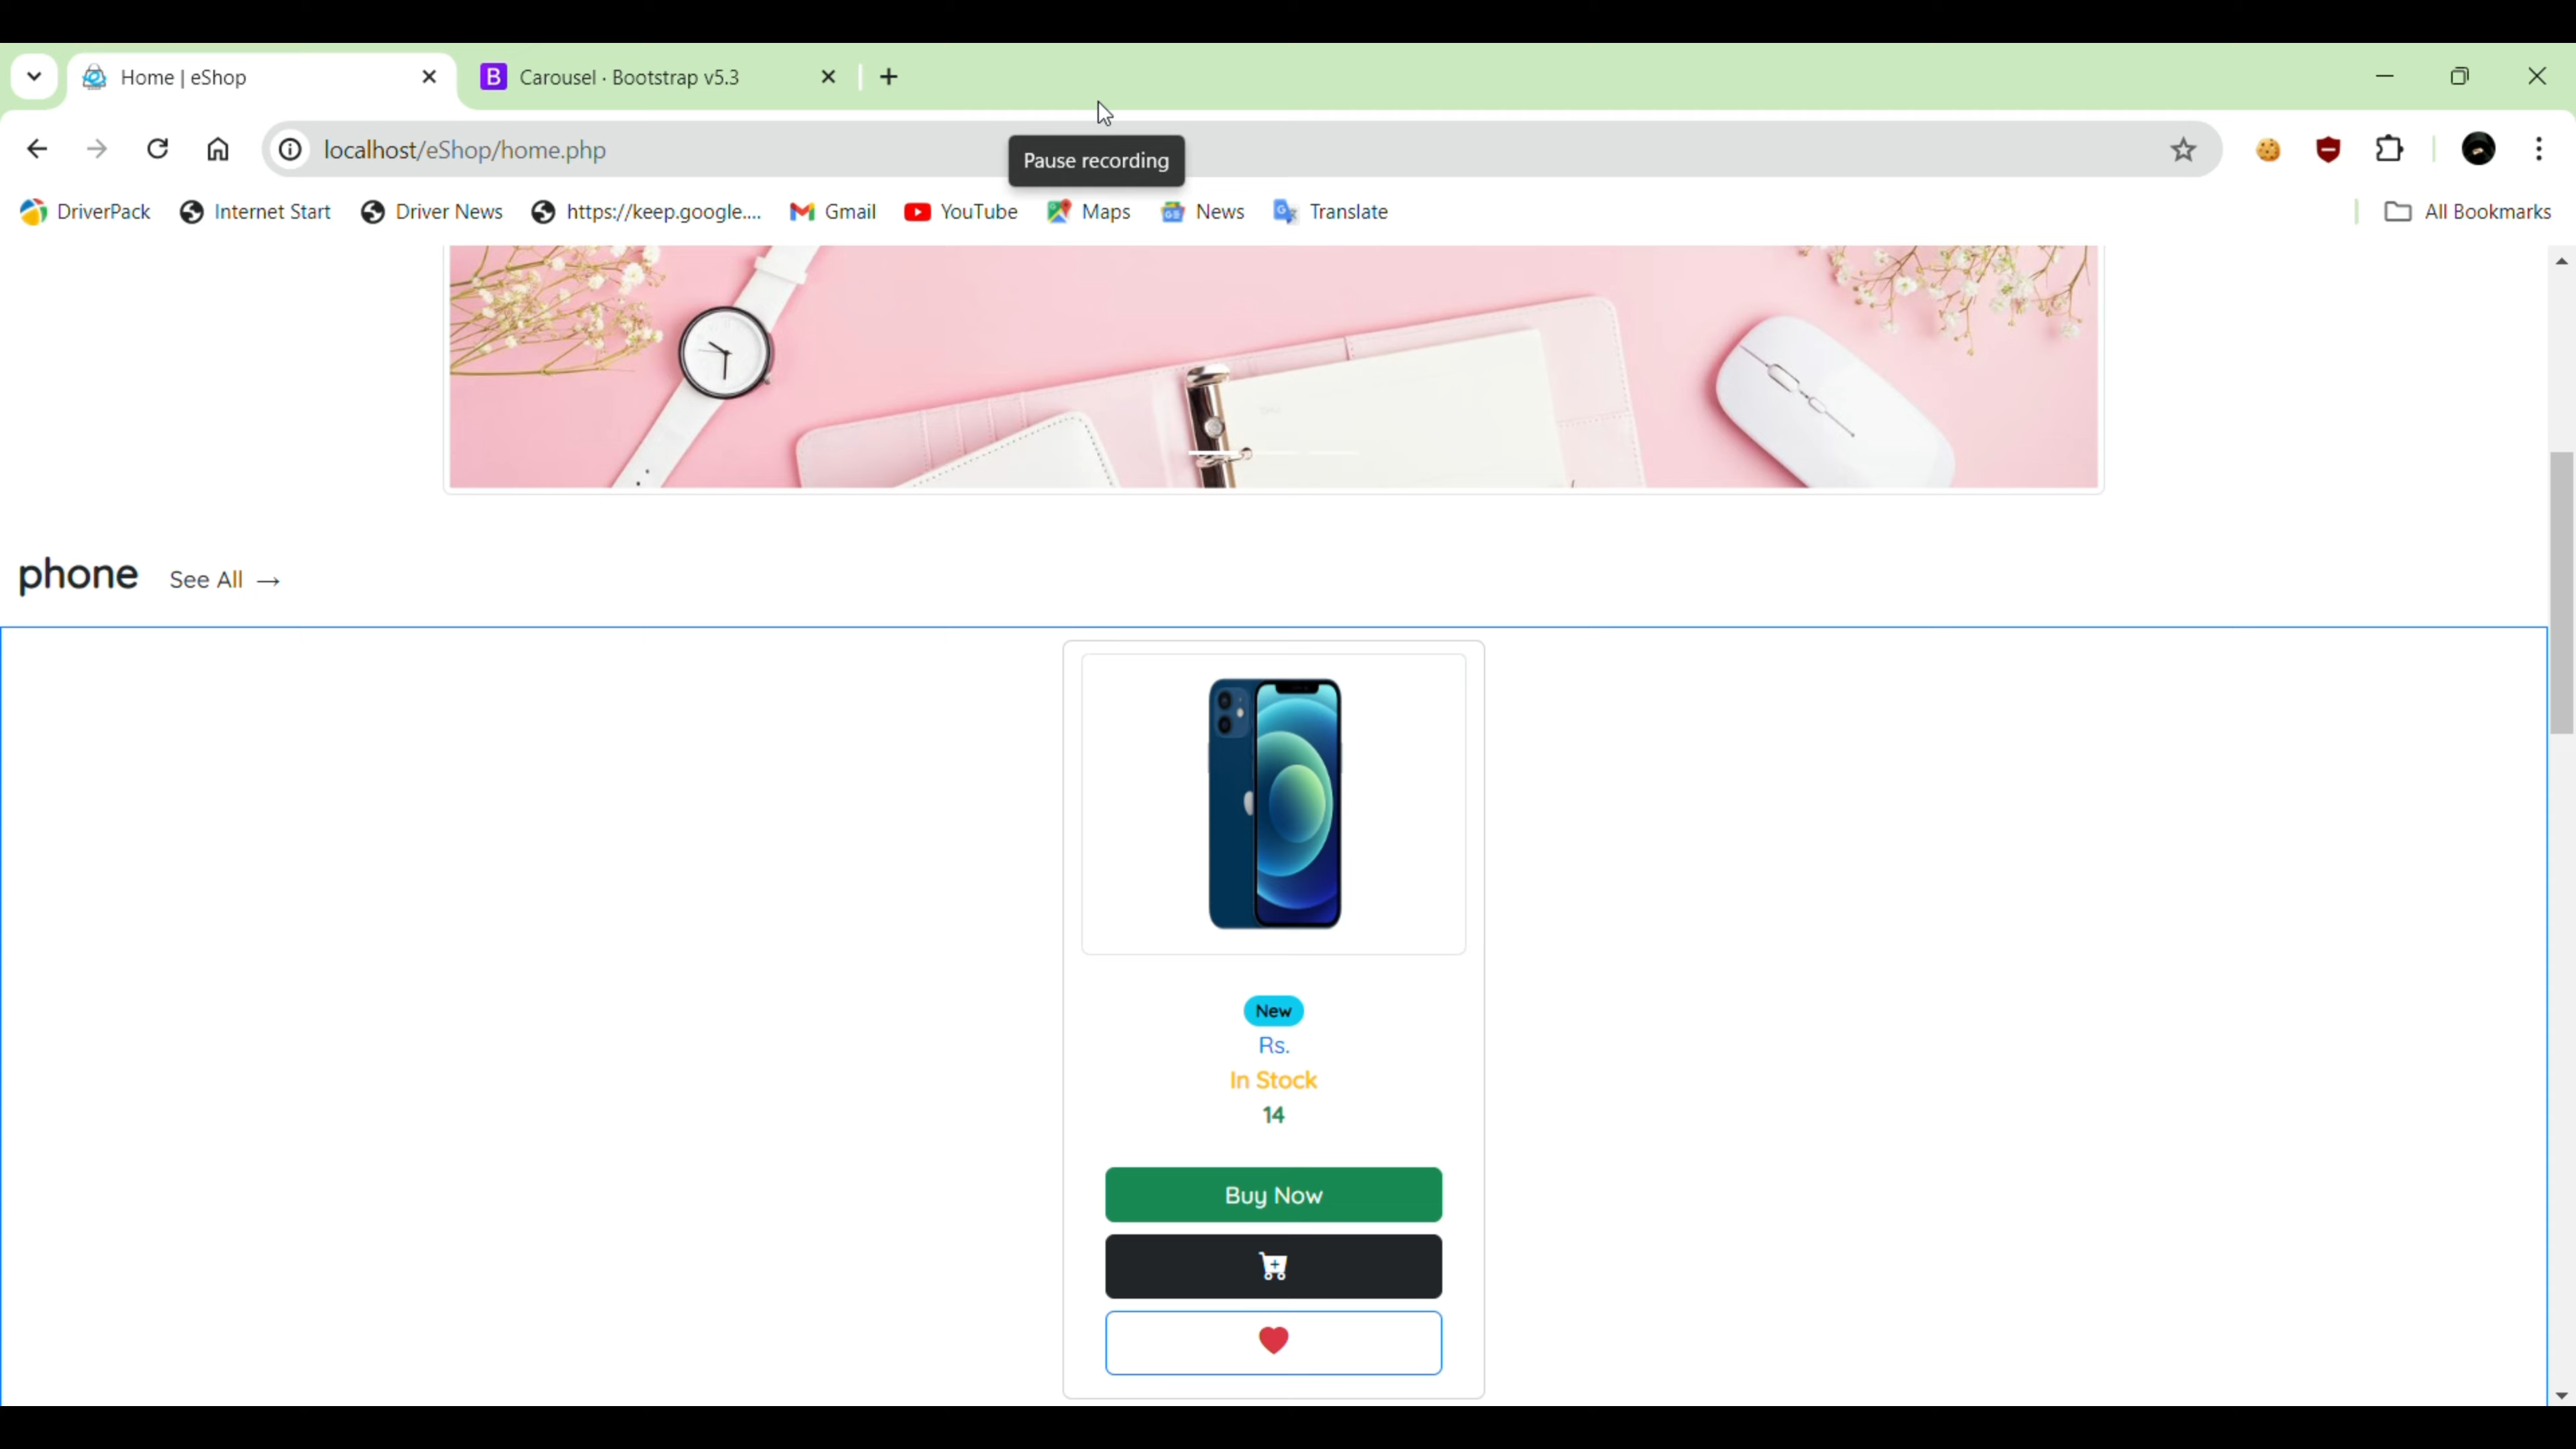 Home | eShop
Carousel · Bootstrap v5.3
localhost/eShop/home.php
Pause recording
DriverPack
Internet Start
Driver News
https://keep.google....
Gmail
YouTube
Maps
News
Translate
All Bookmarks
phone
See All →
New
Rs.
In Stock
14
Buy Now